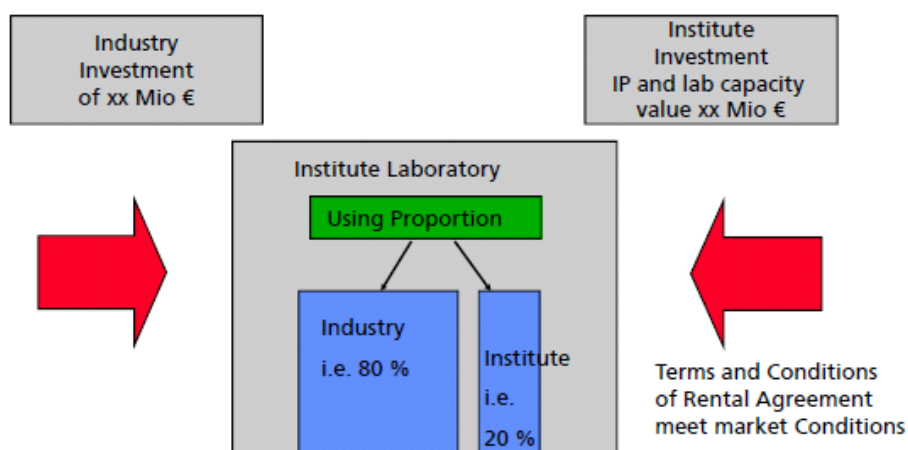 Industry
Investment
of xx Mio €
Institute
Investment
IP and lab capacity
value xx Mio €
Institute Laboratory
Using Proportion
Industry
i.e. 80 %
Institute
i.e.
20 %
Terms and Conditions
of Rental Agreement
meet market Conditions